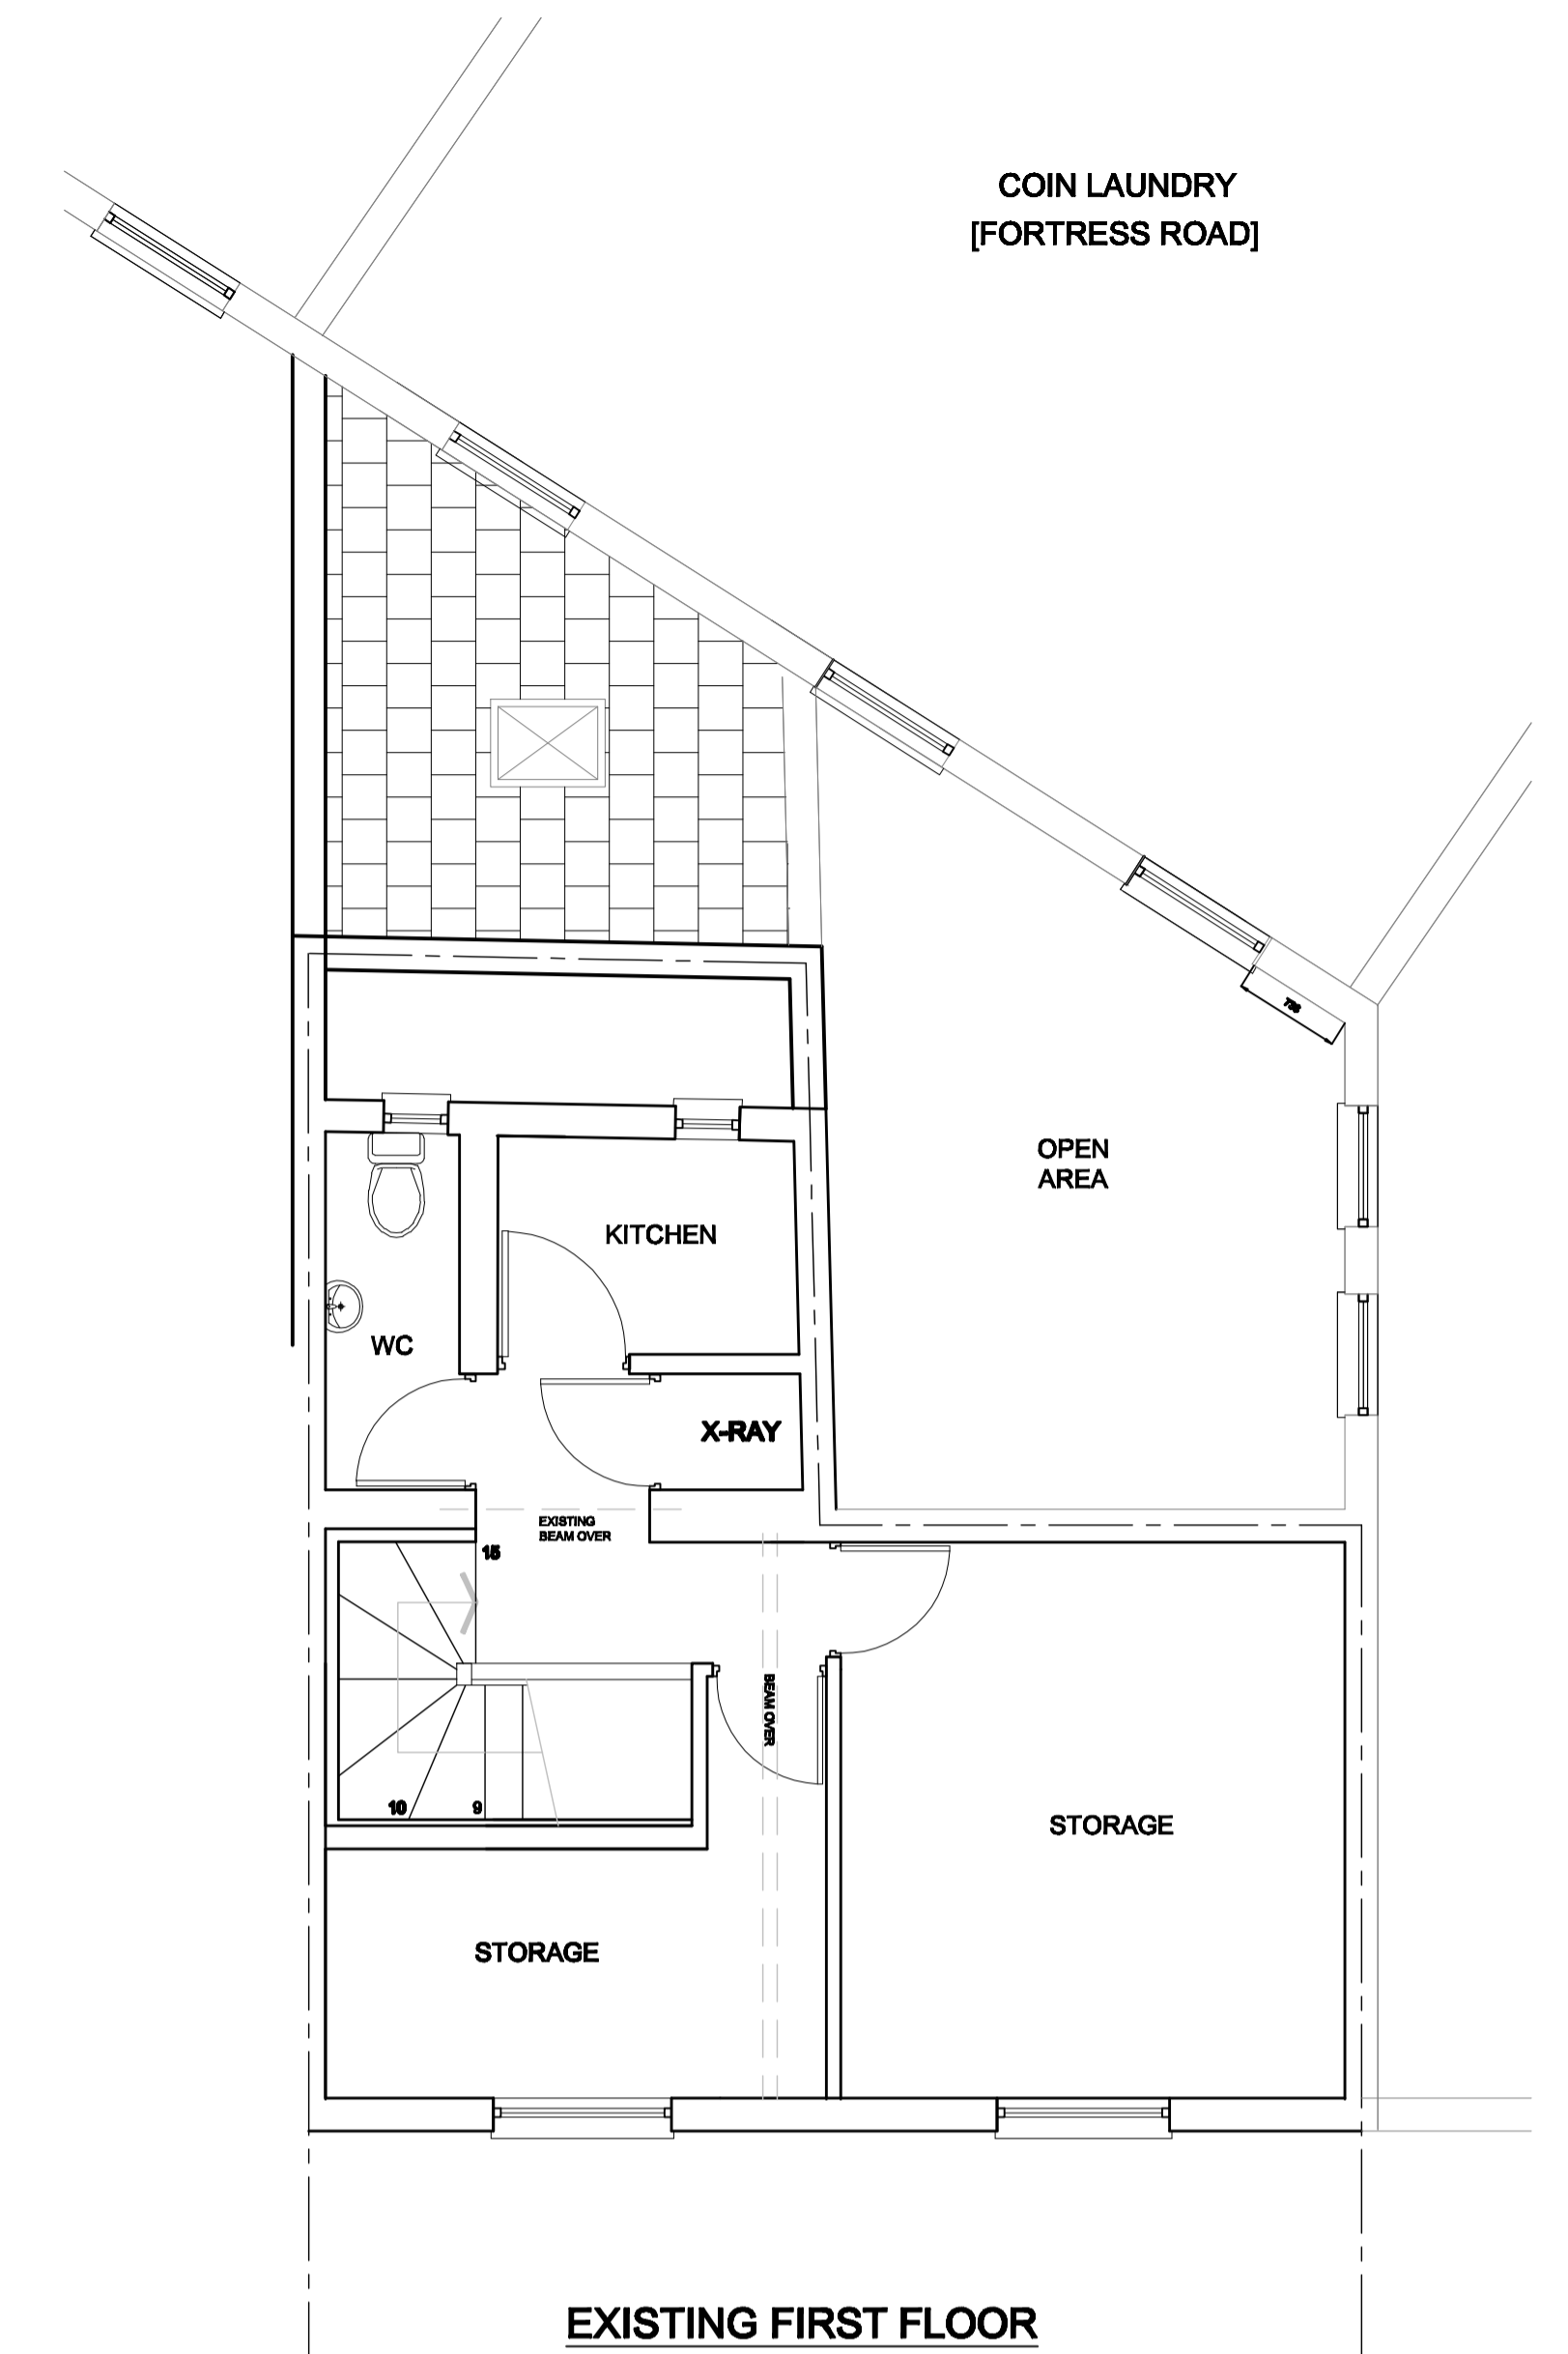 COIN LAUNDRY
[FORTRESS ROAD]
OPEN
AREA
KITCHEN
WC
X-RAY
EXISTING
BEAM OVER
15
BEAM OVER
10
9
STORAGE
STORAGE
EXISTING FIRST FLOOR